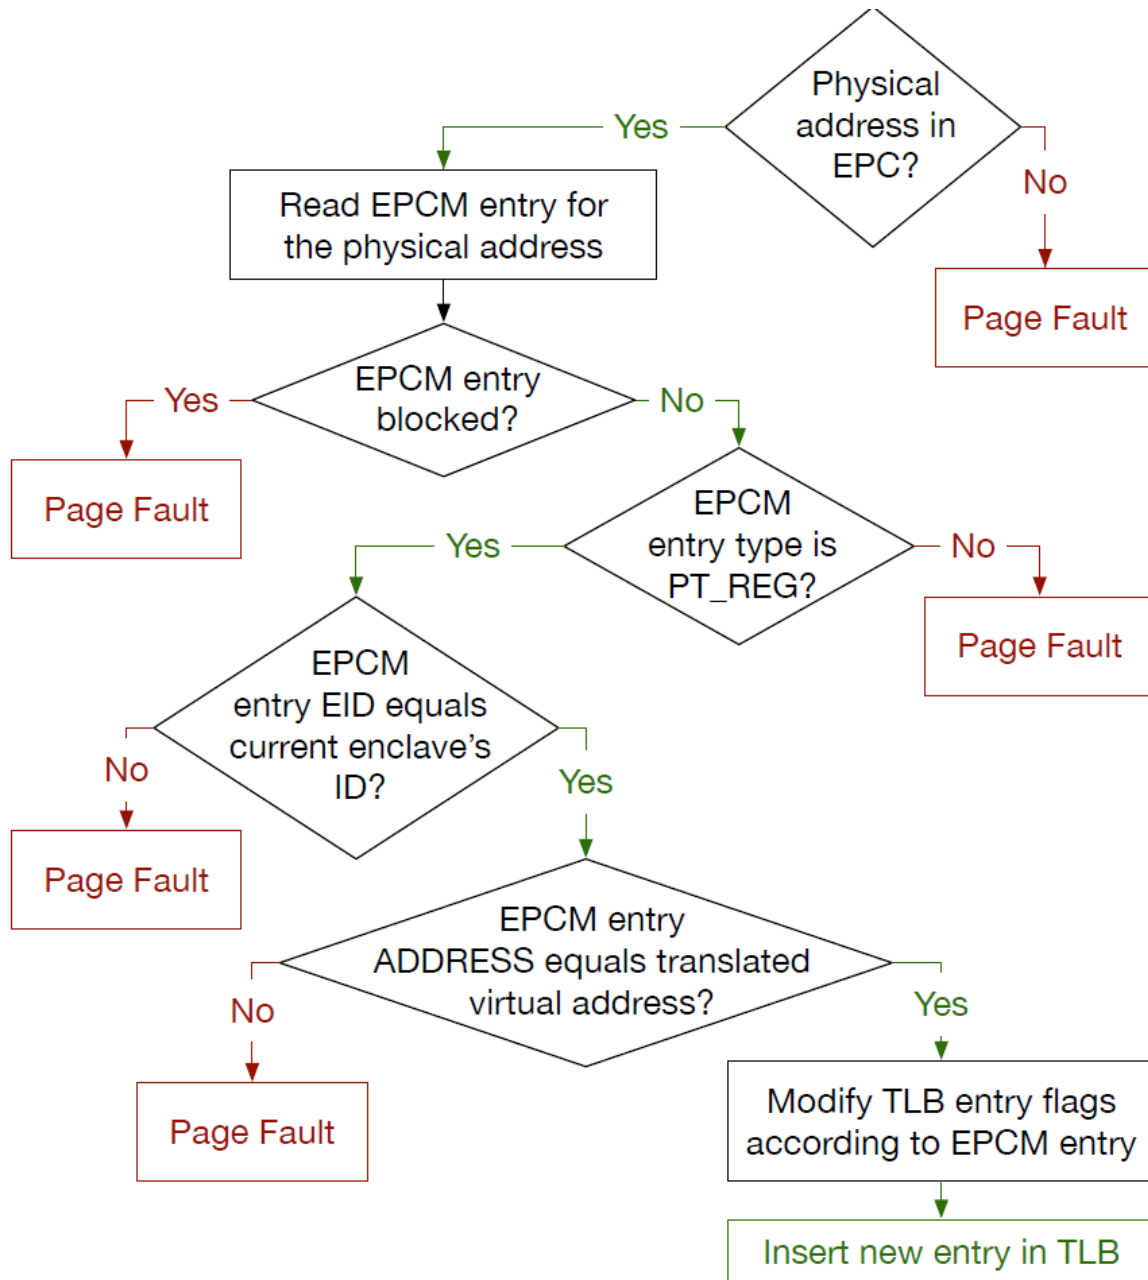 Physical
address in
EPC?
Yes
No
Read EPCM entry for
the physical address
Page Fault
EPCM entry
blocked?
Yes
No
Page Fault
EPCM
entry type is
PT_REG?
Yes
No
Page Fault
EPCM
entry EID equals
current enclave's
ID?
No
Yes
Page Fault
EPCM entry
ADDRESS equals translated
virtual address?
No
Yes
Page Fault
Modify TLB entry flags
according to EPCM entry
Insert new entry in TLB